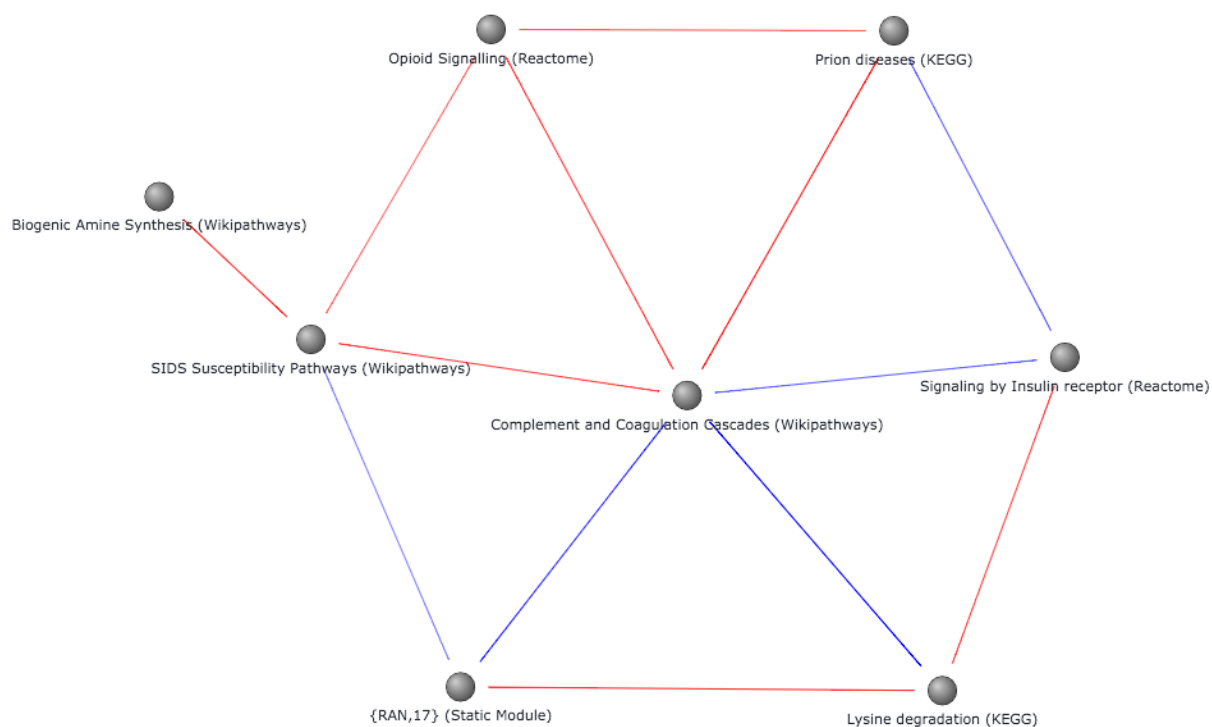 Opioid Signalling (Reactome)
Prion diseases (KEGG)
Biogenic Amine Synthesis (Wikipathways)
SIDS Susceptibility Pathways (Wikipathways)
Signaling by Insulin receptor (Reactome)
Complement and Coagulation Cascades (Wikipathways)
{RAN,17} (Static Module)
Lysine degradation (KEGG)